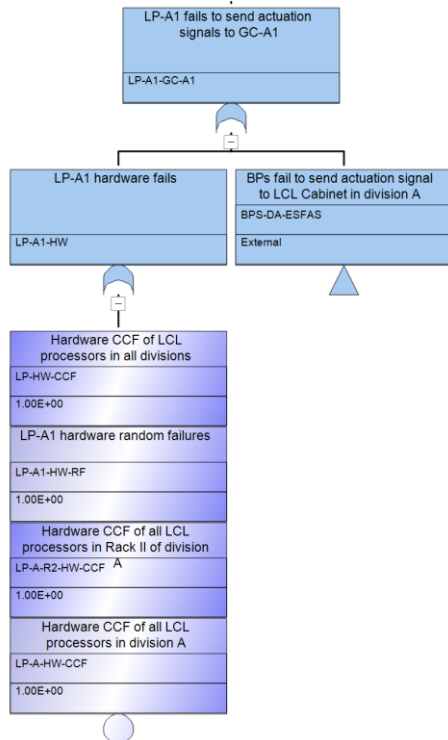 LP-A1 fails to send actuation
signals to GC-A1
LP-A1-GC-A1
LP-A1 hardware fails
LP-A1-HW
BPs fail to send actuation signal
to LCL Cabinet in division A
BPS-DA-ESFAS
External
Hardware CCF of LCL
processors in all divisions
LP-HW-CCF
1.00E+00
LP-A1 hardware random failures
LP-A1-HW-RF
1.00E+00
Hardware CCF of all LCL
processors in Rack II of division
A
LP-A-R2-HW-CCF
1.00E+00
Hardware CCF of all LCL
processors in division A
LP-A-HW-CCF
1.00E+00